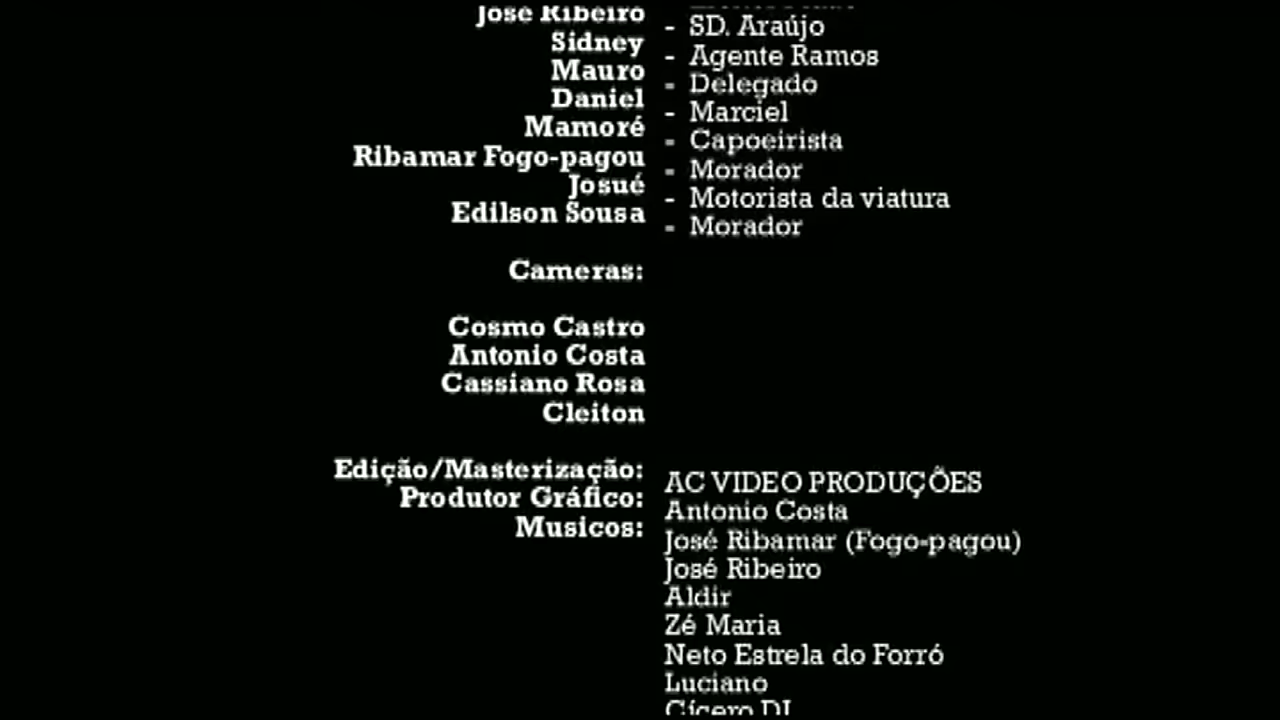 José Ribeiro - SD. Araújo
Sidney - Agente Ramos
Mauro - Delegado
Daniel - Marciel
Mamoré - Capoeirista
Ribamar Fogo-pagou - Morador
Josué - Motorista da viatura
Edilson Sousa - Morador
Cameras:
Cosmo Castro
Antonio Costa
Cassiano Rosa
Cleiton
Edição/Masterização: AC VIDEO PRODUÇÕES
Produtor Gráfico: Antonio Costa
Musicos: José Ribamar (Fogo-pagou)
José Ribeiro
Aldir
Zé Maria
Neto Estrela do Forró
Luciano
Cícero DJ